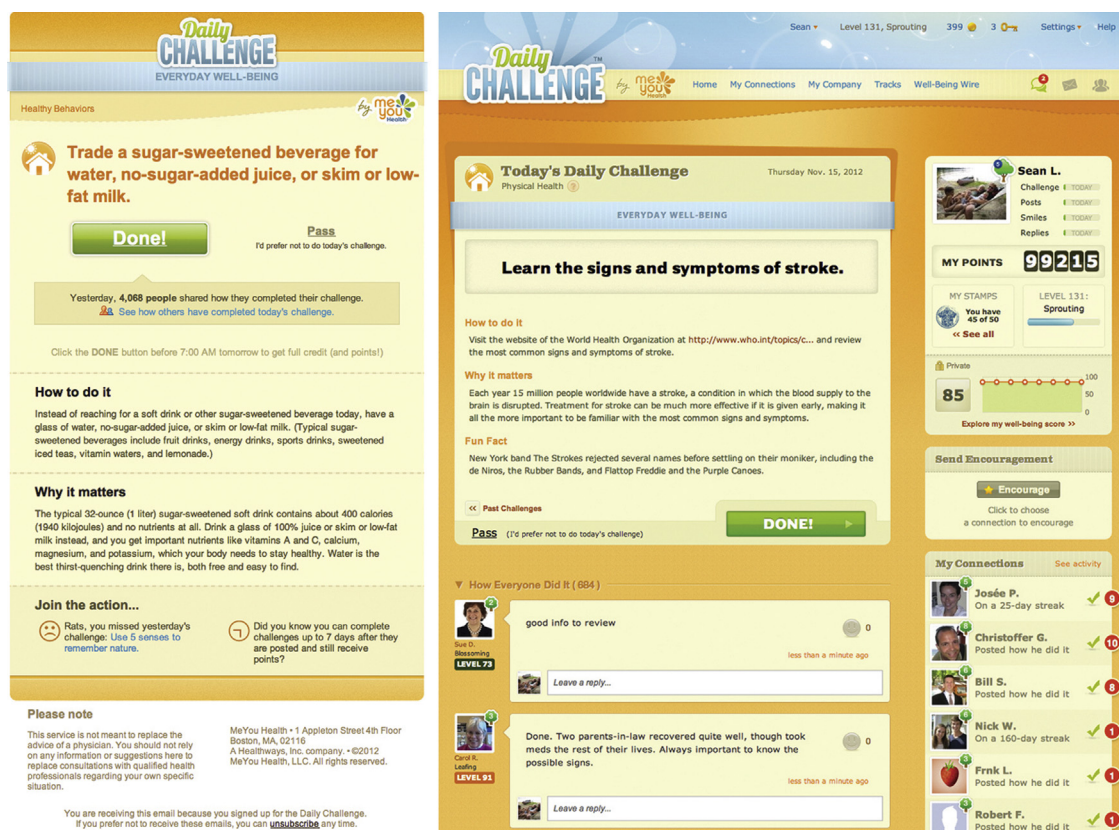 Daily
CHALLENGE
EVERYDAY WELL-BEING
Healthy Behaviors
by me you Health
Trade a sugar-sweetened beverage for
water, no-sugar-added juice, or skim or low-
fat milk.
Done!
Pass
I'd prefer not to do today's challenge.
Yesterday, 4,068 people shared how they completed their challenge.
See how others have completed today's challenge.
Click the DONE button before 7:00 AM tomorrow to get full credit (and points!)
How to do it
Instead of reaching for a soft drink or other sugar-sweetened beverage today, have a
glass of water, no-sugar-added juice, or skim or low-fat milk. (Typical sugar-
sweetened beverages include fruit drinks, energy drinks, sports drinks, sweetened
iced teas, vitamin waters, and lemonade.)
Why it matters
The typical 32-ounce (1 liter) sugar-sweetened soft drink contains about 400 calories
(1940 kilojoules) and no nutrients at all. Drink a glass of 100% juice or skim or low-fat
milk instead, and you get important nutrients like vitamins A and C, calcium,
magnesium, and potassium, which your body needs to stay healthy. Water is the
best thirst-quenching drink there is, both free and easy to find.
Join the action...
Rats, you missed yesterday's
challenge: Use 5 senses to
remember nature.
Did you know you can complete
challenges up to 7 days after they
are posted and still receive
points?
Please note
This service is not meant to replace the
advice of a physician. You should not rely
on any information or suggestions here to
replace consultations with qualified health
professionals regarding your own specific
situation.
MeYou Health • 1 Appleton Street 4th Floor
Boston, MA, 02116
A Healthways, Inc. company. • ©2012
MeYou Health, LLC. All rights reserved.
You are receiving this email because you signed up for the Daily Challenge.
If you prefer not to receive these emails, you can unsubscribe any time.
Sean Level 131, Sprouting 399 3 Settings Help
Daily
CHALLENGE™
by me you Health
Home My Connections My Company Tracks Well-Being Wire
3
Today's Daily Challenge
Physical Health ?
Thursday Nov. 15, 2012
EVERYDAY WELL-BEING
Learn the signs and symptoms of stroke.
How to do it
Visit the website of the World Health Organization at http://www.who.int/topics/c... and review
the most common signs and symptoms of stroke.
Why it matters
Each year 15 million people worldwide have a stroke, a condition in which the blood supply to the
brain is disrupted. Treatment for stroke can be much more effective if it is given early, making it
all the more important to be familiar with the most common signs and symptoms.
Fun Fact
New York band The Strokes rejected several names before settling on their moniker, including the
de Niros, the Rubber Bands, and Flattop Freddie and the Purple Canoes.
<< Past Challenges
Pass (I'd prefer not to do today's challenge)
DONE!
How Everyone Did It (684)
2
Sue D.
Blossoming
LEVEL 73
good info to review
0
less than a minute ago
Leave a reply...
3
Carol R.
Leafing
LEVEL 91
Done. Two parents-in-law recovered quite well, though took
meds the rest of their lives. Always important to know the
possible signs.
0
less than a minute ago
Leave a reply...
Sean L.
Challenge TODAY
Posts TODAY
Smiles TODAY
Replies TODAY
MY POINTS 99215
MY STAMPS
You have
45 of 50
<< See all
LEVEL 131:
Sprouting
Private
85
100
50
0
Explore my well-being score >>
Send Encouragement
Encourage
Click to choose
a connection to encourage
My Connections See activity
Josée P.
On a 25-day streak
9
Christoffer G.
Posted how he did it
10
Bill S.
Posted how he did it
8
Nick W.
On a 160-day streak
1
Frnk L.
Posted how he did it
1
Robert F.
Posted how he did it
1